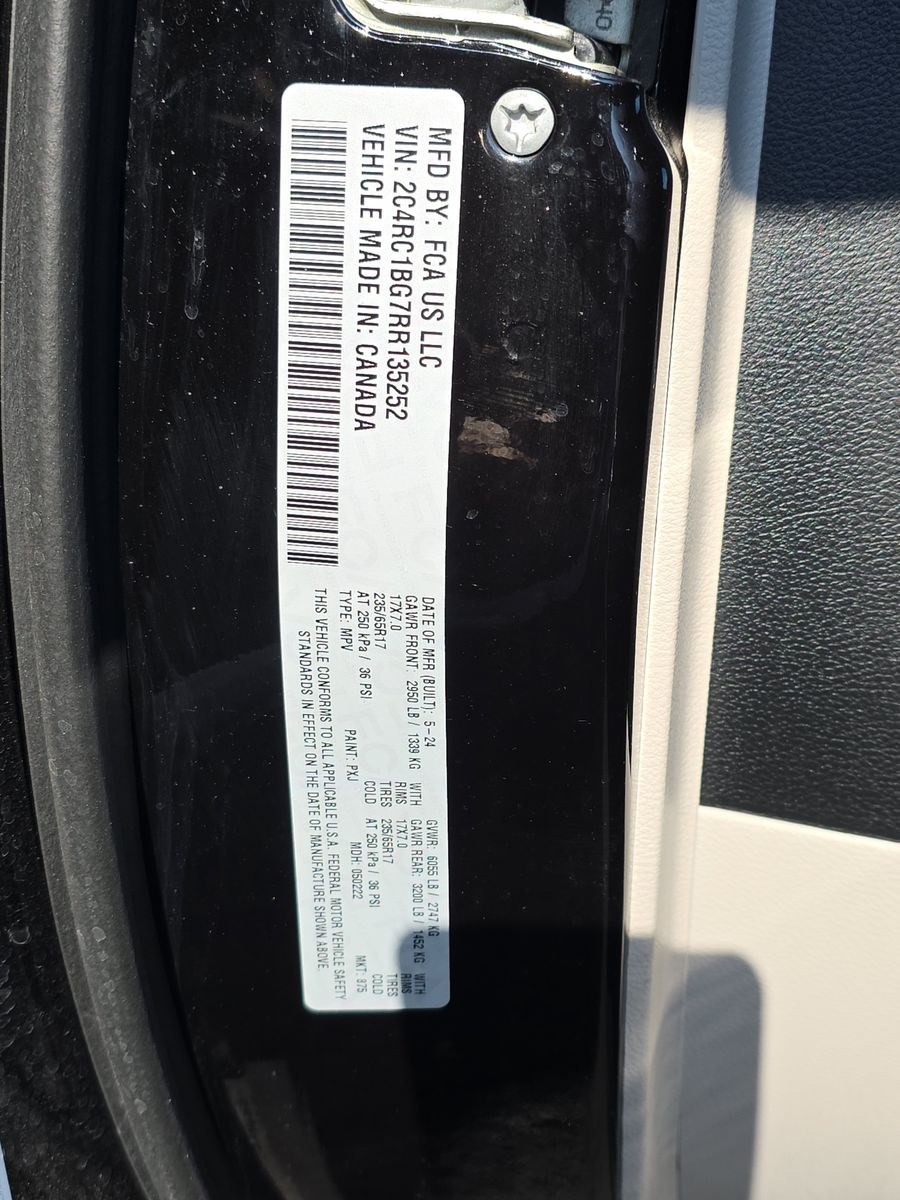 MFD BY: FCA US LLC
VIN: 2C4RC1BG7RR135252
VEHICLE MADE IN: CANADA
DATE OF MFR (BUILT): 5-24 GVWR: 6055 LB / 2747 KG
GAWR FRONT: 2950 LB / 1339 KG WITH GAWR REAR: 3200 LB / 1452 KG WITH
17X7.0 RIMS 17X7.0 RIMS
235/65R17 TIRES 235/65R17 TIRES
AT 250 kPa / 36 PSI COLD AT 250 kPa / 36 PSI COLD
TYPE: MPV PAINT: PXJ MDH: 050222 MKT: 875
THIS VEHICLE CONFORMS TO ALL APPLICABLE U.S.A. FEDERAL MOTOR VEHICLE SAFETY
STANDARDS IN EFFECT ON THE DATE OF MANUFACTURE SHOWN ABOVE.